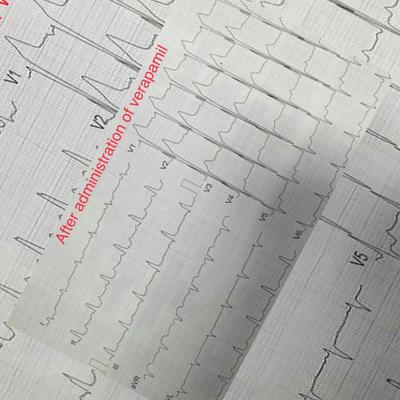 V1
V2
After administration of verapamil
V1
V2
V3
V4
V5
V6
I
II
III
aVR
V5